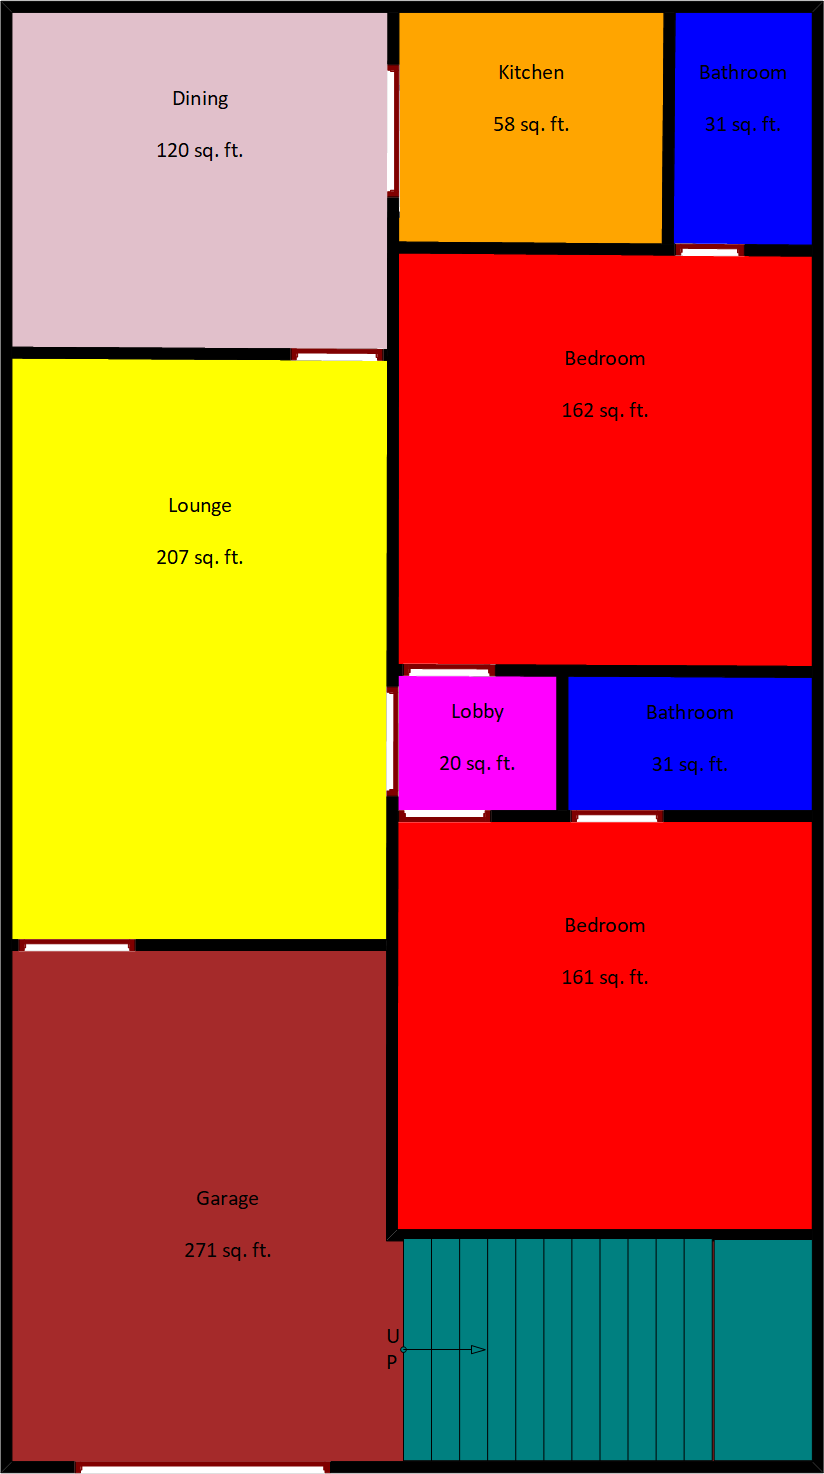 Dining
120 sq. ft.
Kitchen
58 sq. ft.
Bathroom
31 sq. ft.
Bedroom
162 sq. ft.
Lounge
207 sq. ft.
Lobby
20 sq. ft.
Bathroom
31 sq. ft.
Bedroom
161 sq. ft.
Garage
271 sq. ft.
U
P